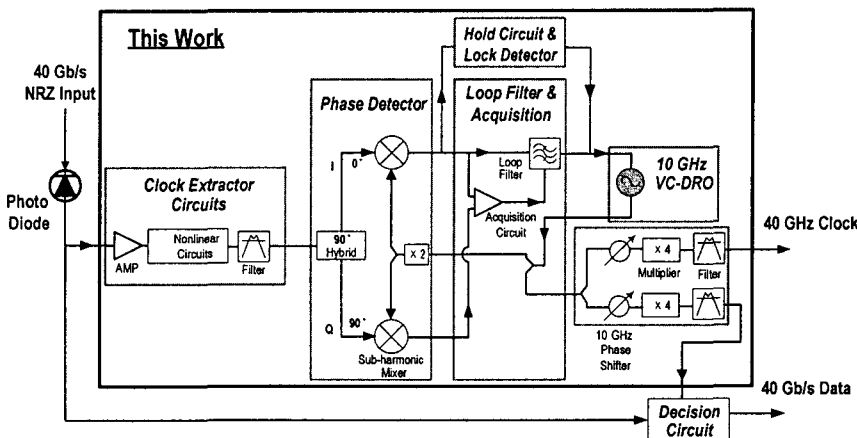 This Work
Hold Circuit &
Lock Detector
40 Gb/s
NRZ Input
Phase Detector
Loop Filter &
Acquisition
I
0°
Loop
Filter
10 GHz
VC-DRO
Photo
Diode
Clock Extractor
Circuits
Acquisition
Circuit
40 GHz Clock
AMP
Nonlinear
Circuits
Filter
90°
Hybrid
x 2
x 4
Multiplier
Filter
x 4
Q
90°
Sub-harmonic
Mixer
10 GHz
Phase
Shifter
40 Gb/s Data
Decision
Circuit